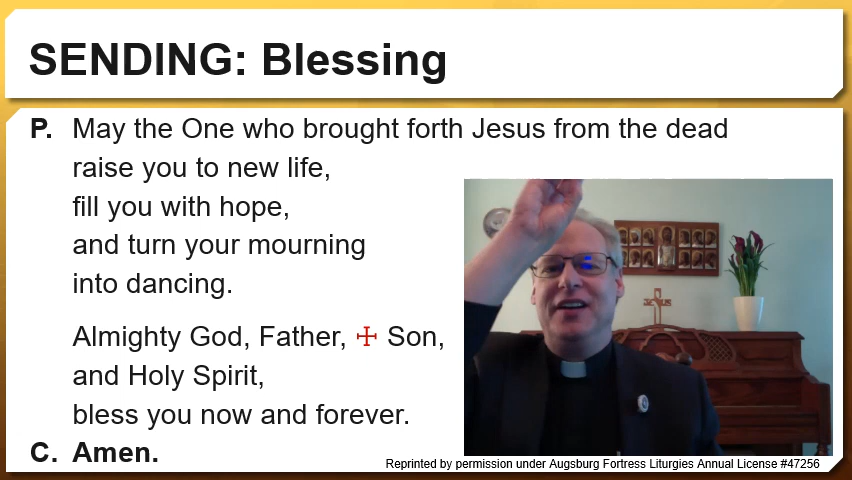 SENDING: Blessing
P. May the One who brought forth Jesus from the dead
raise you to new life,
fill you with hope,
and turn your mourning
into dancing.
Almighty God, Father, ☩ Son,
and Holy Spirit,
bless you now and forever.
C. Amen.
Reprinted by permission under Augsburg Fortress Liturgies Annual License #47256